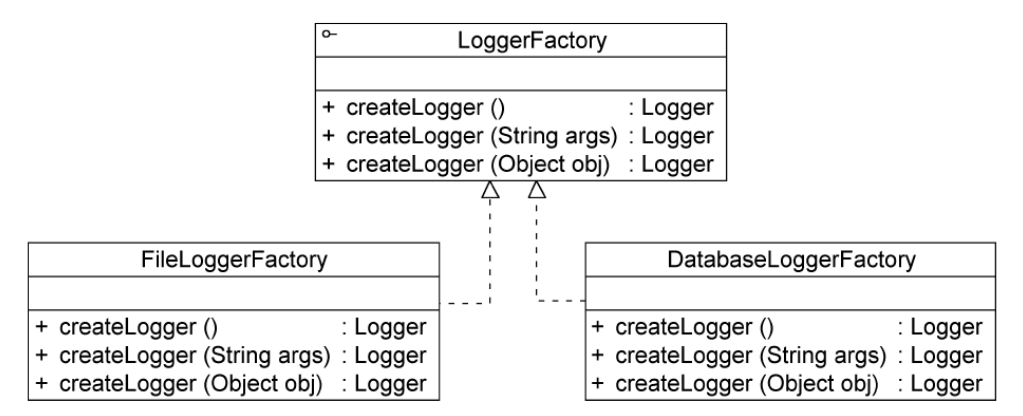 LoggerFactory
+ createLogger () : Logger
+ createLogger (String args) : Logger
+ createLogger (Object obj) : Logger
FileLoggerFactory
+ createLogger () : Logger
+ createLogger (String args) : Logger
+ createLogger (Object obj) : Logger
DatabaseLoggerFactory
+ createLogger () : Logger
+ createLogger (String args) : Logger
+ createLogger (Object obj) : Logger